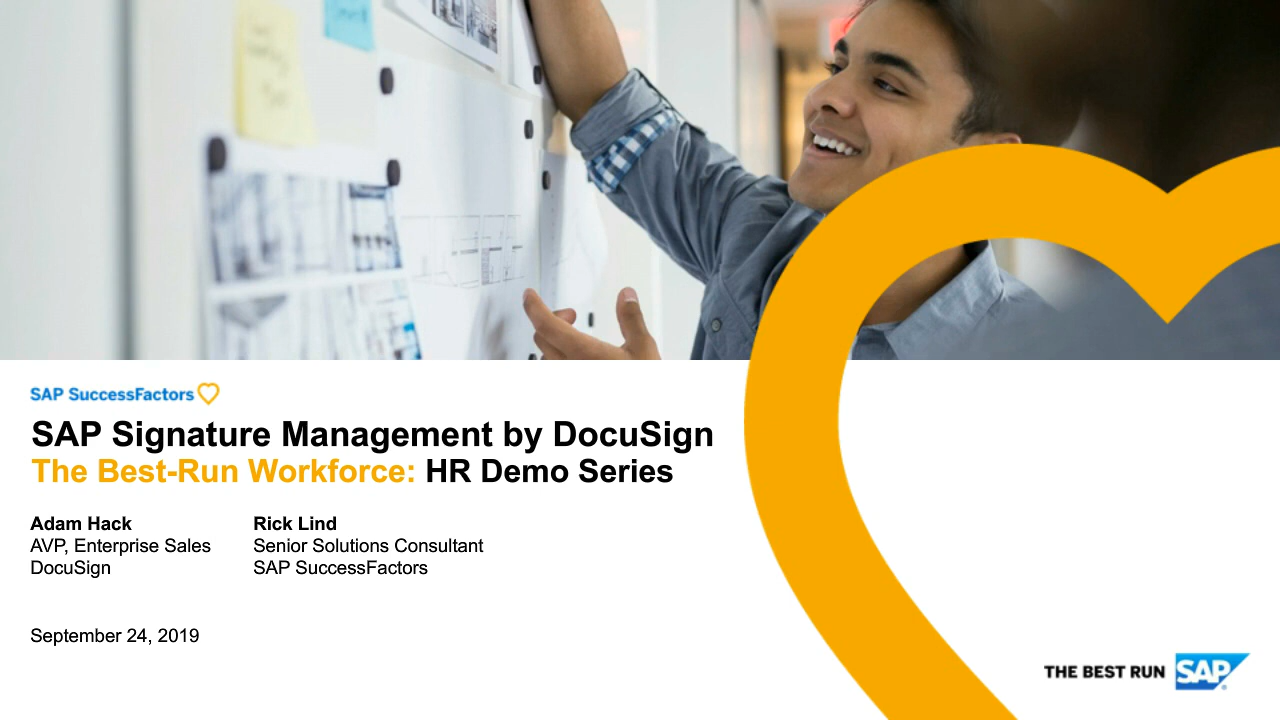 SAP SuccessFactors
SAP Signature Management by DocuSign
The Best-Run Workforce: HR Demo Series
Adam Hack
AVP, Enterprise Sales
DocuSign
Rick Lind
Senior Solutions Consultant
SAP SuccessFactors
September 24, 2019
THE BEST RUN SAP